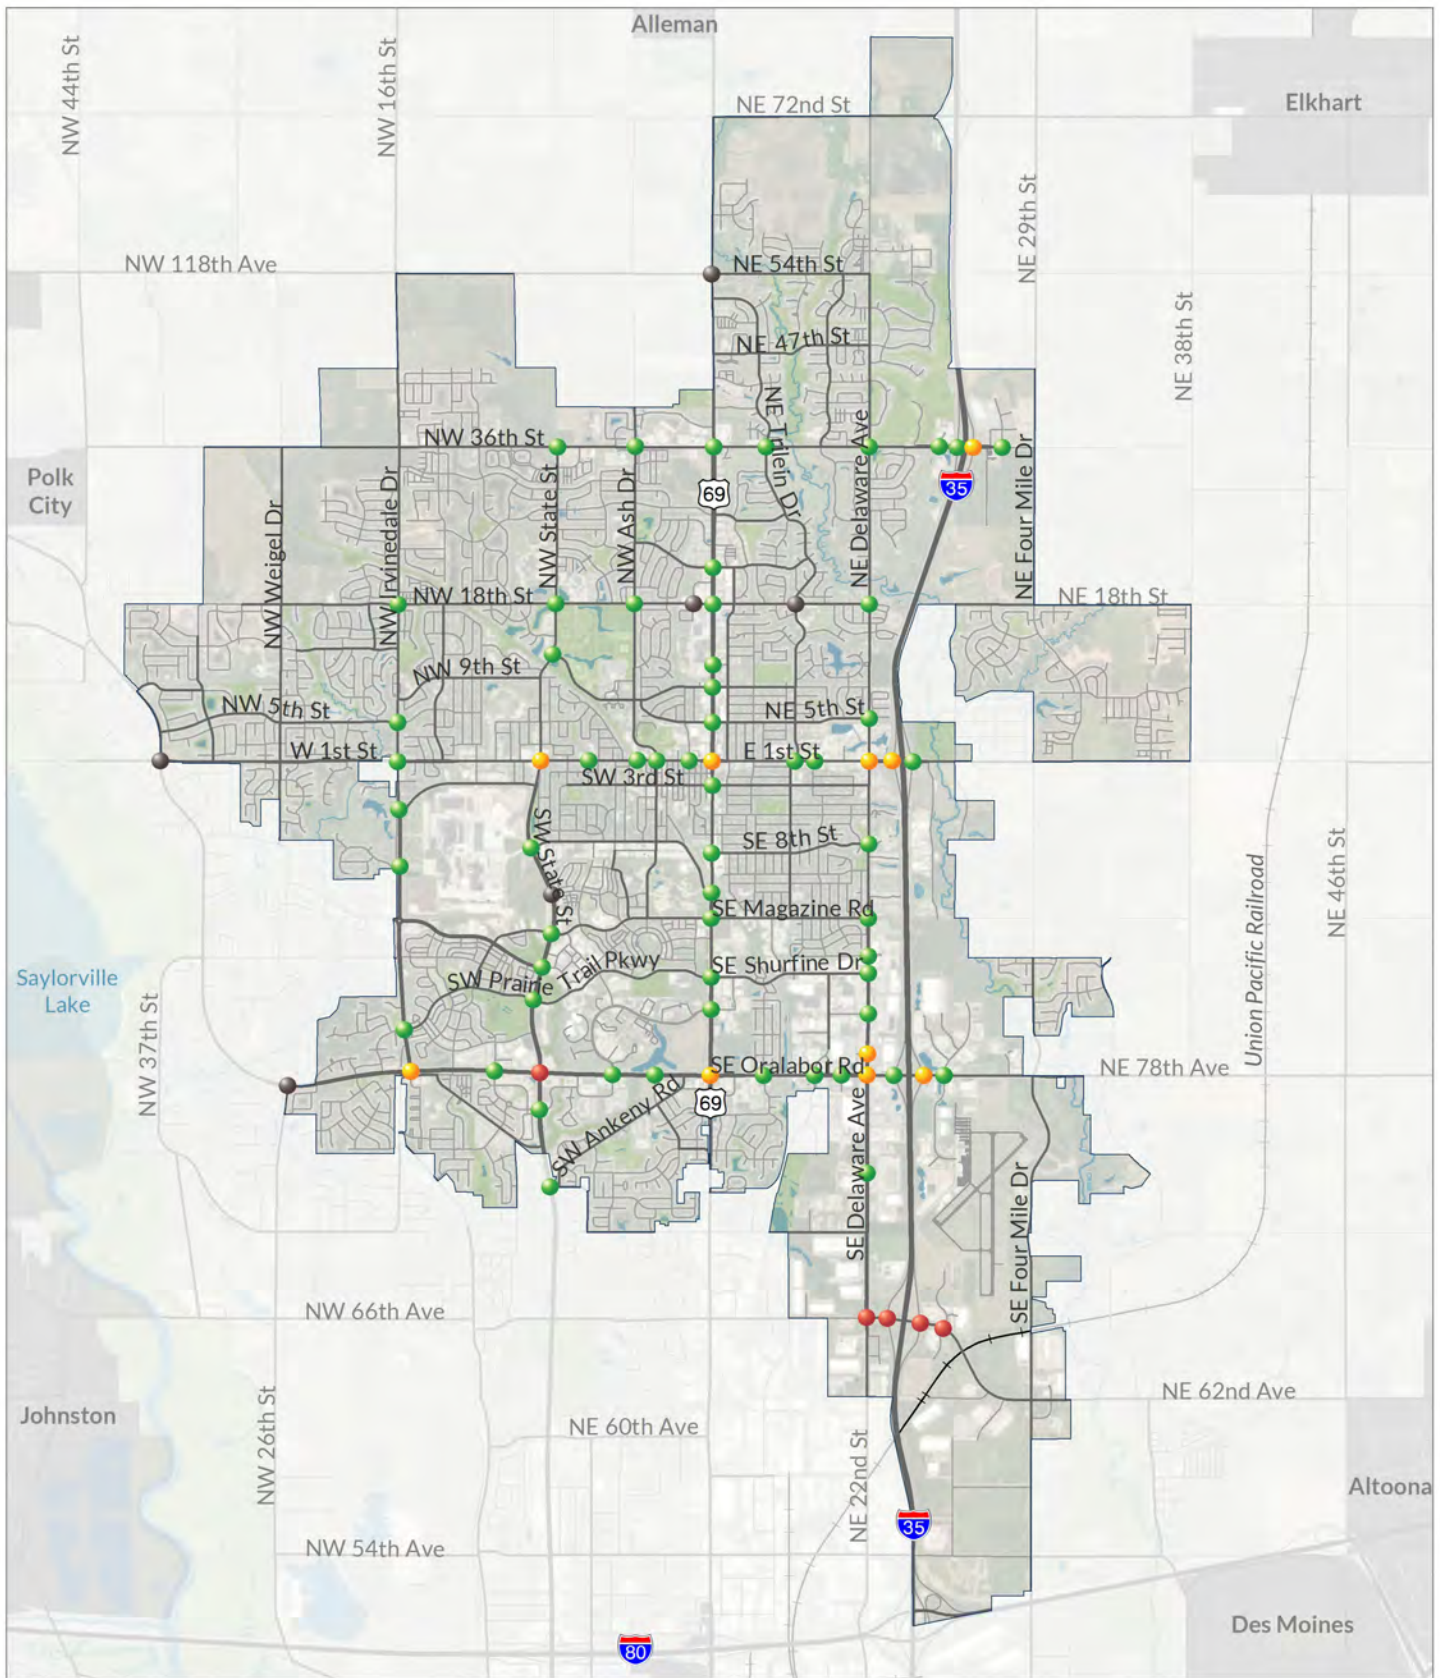 Alleman
NW 44th St
NW 16th St
NE 72nd St
Elkhart
NE 29th St
NW 118th Ave
NE 54th St
NE 38th St
NE 47th St
NE Trilein Dr
NE Delaware Ave
NW 36th St
NE Four Mile Dr
Polk
City
NW Irvinedale Dr
NW State St
NW Ash Dr
69
35
NW Weigel Dr
NW 18th St
NE 18th St
NW 9th St
NW 5th St
NE 5th St
W 1st St
E 1st St
SW 3rd St
SW State St
SE 8th St
NE 46th St
Union Pacific Railroad
SE Magazine Rd
SW Prairie Trail Pkwy
SE Shurfine Dr
Saylorville
Lake
NW 37th St
SE Oralabor Rd
NE 78th Ave
69
SW Ankeny Rd
SE Delaware Ave
SE Four Mile Dr
NW 66th Ave
NE 62nd Ave
Johnston
NW 26th St
NE 60th Ave
NE 22nd St
Altoona
35
NW 54th Ave
Des Moines
80